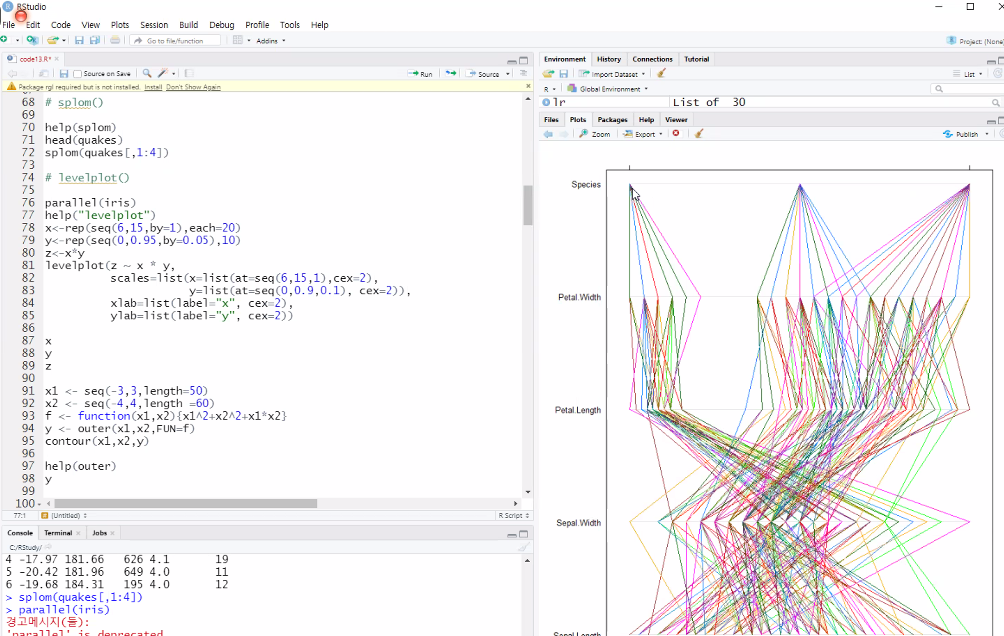 RStudio
File Edit Code View Plots Session Build Debug Profile Tools Help
Go to file/function Addins Project: (None)
code13.R* Environment History Connections Tutorial
Source on Save Run Source Import Dataset List
Package rgl required but is not installed. Install Don't Show Again
R Global Environment
lr List of 30
Files Plots Packages Help Viewer
Zoom Export Publish
68 # splom()
69
70 help(splom)
71 head(quakes)
72 splom(quakes[,1:4])
73
74 # levelplot()
75
76 parallel(iris)
77 help("levelplot")
78 x<-rep(seq(6,15,by=1),each=20)
79 y<-rep(seq(0,0.95,by=0.05),10)
80 z<-x*y
81 levelplot(z ~ x * y,
82 scales=list(x=list(at=seq(6,15,1),cex=2),
83 y=list(at=seq(0,0.9,0.1), cex=2)),
84 xlab=list(label="x", cex=2),
85 ylab=list(label="y", cex=2))
86
87 x
88 y
89 z
90
91 x1 <- seq(-3,3,length=50)
92 x2 <- seq(-4,4,length =60)
93 f <- function(x1,x2){x1^2+x2^2+x1*x2}
94 y <- outer(x1,x2,FUN=f)
95 contour(x1,x2,y)
96
97 help(outer)
98 y
99
100
77:1 (Untitled) R Script
Console Terminal Jobs
C:/RStudy/
4 -17.97 181.66 626 4.1 19
5 -20.42 181.96 649 4.0 11
6 -19.68 184.31 195 4.0 12
> splom(quakes[,1:4])
> parallel(iris)
경고메시지(들):
'parallel' is deprecated
Species
Petal.Width
Petal.Length
Sepal.Width
Sepal.Length